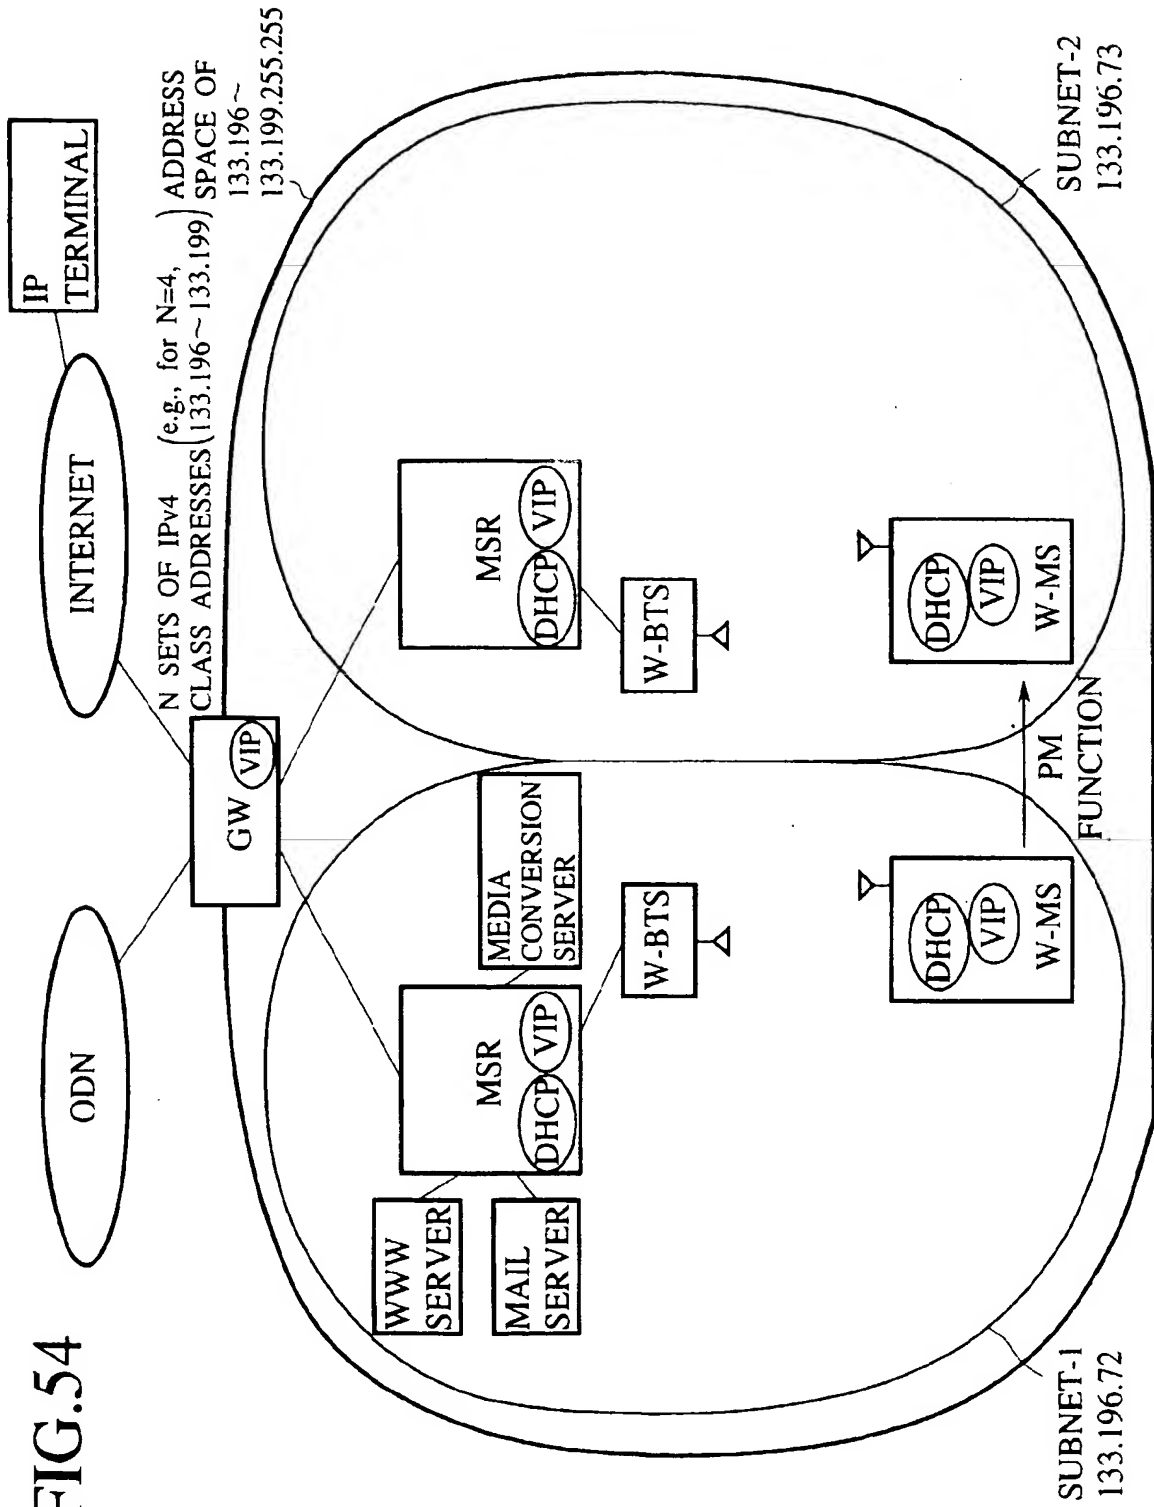 FIG.54
ODN
INTERNET
IP
TERMINAL
GW
VIP
N SETS OF IPv4
CLASS ADDRESSES
(e.g., for N=4,
133.196~133.199)
ADDRESS
SPACE OF
133.196~
133.199.255.255
WWW
SERVER
MAIL
SERVER
MSR
DHCP
VIP
MEDIA
CONVERSION
SERVER
W-BTS
MSR
DHCP
VIP
W-BTS
DHCP
VIP
W-MS
PM
FUNCTION
DHCP
VIP
W-MS
SUBNET-1
133.196.72
SUBNET-2
133.196.73